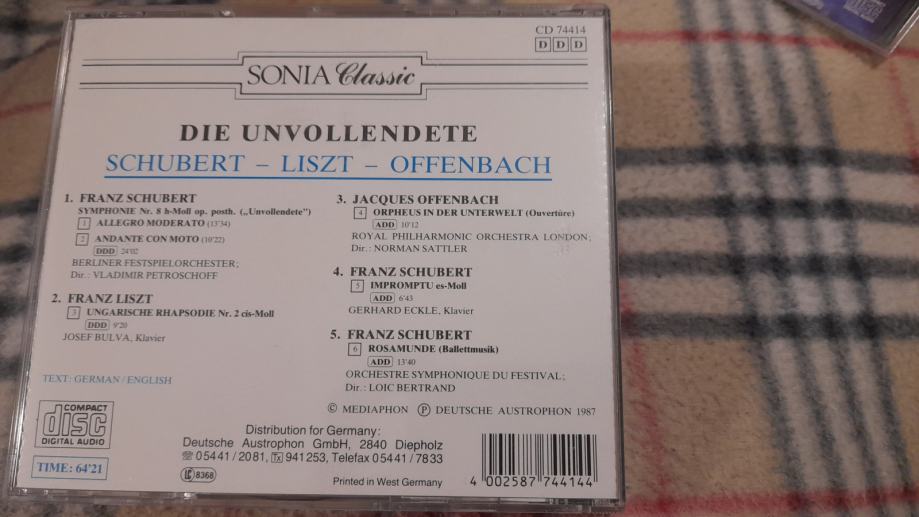 CD 74414
D D D
SONIA Classic
DIE UNVOLLENDETE
SCHUBERT – LISZT – OFFENBACH
1. FRANZ SCHUBERT
SYMPHONIE Nr. 8 h-Moll op. posth. („Unvollendete")
1 ALLEGRO MODERATO (13'34)
2 ANDANTE CON MOTO (10'22)
DDD 24'02
BERLINER FESTSPIELORCHESTER;
Dir.: VLADIMIR PETROSCHOFF
2. FRANZ LISZT
3 UNGARISCHE RHAPSODIE Nr. 2 cis-Moll
DDD 9'20
JOSEF BULVA, Klavier
3. JACQUES OFFENBACH
4 ORPHEUS IN DER UNTERWELT (Ouvertüre)
ADD 10'12
ROYAL PHILHARMONIC ORCHESTRA LONDON;
Dir.: NORMAN SATTLER
4. FRANZ SCHUBERT
5 IMPROMPTU es-Moll
ADD 6'43
GERHARD ECKLE, Klavier
5. FRANZ SCHUBERT
6 ROSAMUNDE (Ballettmusik)
ADD 13'40
ORCHESTRE SYMPHONIQUE DU FESTIVAL;
Dir.: LOIC BERTRAND
TEXT: GERMAN/ENGLISH
© MEDIAPHON Ⓟ DEUTSCHE AUSTROPHON 1987
COMPACT
disc
DIGITAL AUDIO
TIME: 64'21
Distribution for Germany:
Deutsche Austrophon GmbH, 2840 Diepholz
☏ 05441/2081, Tx 941253, Telefax 05441/7833
LC 8368
Printed in West Germany
4 002587 744144